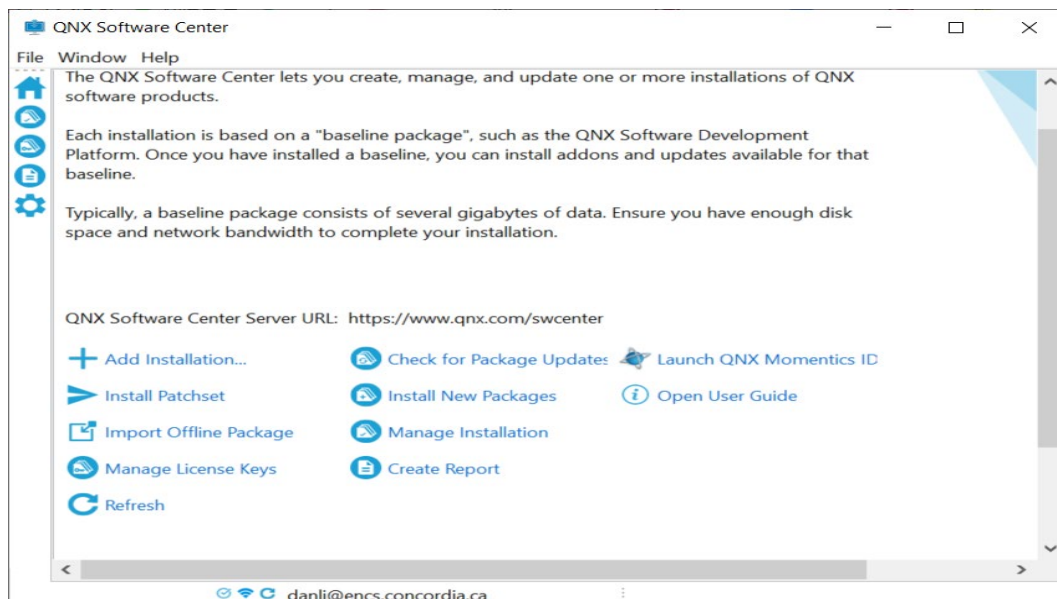 QNX Software Center
File Window Help
The QNX Software Center lets you create, manage, and update one or more installations of QNX
software products.
Each installation is based on a "baseline package", such as the QNX Software Development
Platform. Once you have installed a baseline, you can install addons and updates available for that
baseline.
Typically, a baseline package consists of several gigabytes of data. Ensure you have enough disk
space and network bandwidth to complete your installation.
QNX Software Center Server URL: https://www.qnx.com/swcenter
Add Installation... Check for Package Updates Launch QNX Momentics ID
Install Patchset Install New Packages Open User Guide
Import Offline Package Manage Installation
Manage License Keys Create Report
Refresh
danli@encs.concordia.ca